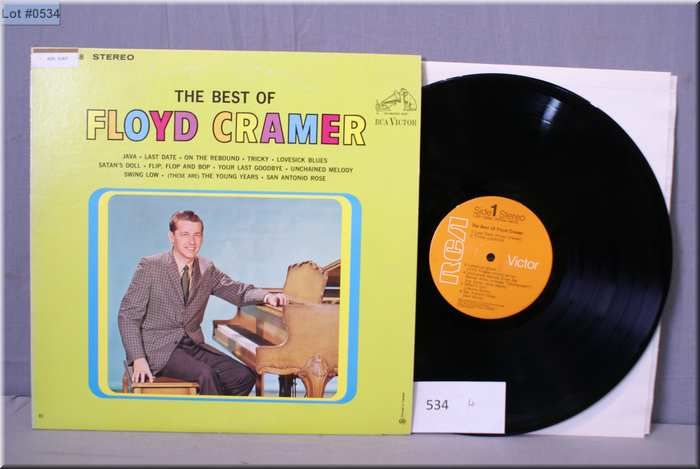 Lot #0534
8 STEREO
THE BEST OF
FLOYD CRAMER
RCA VICTOR
JAVA • LAST DATE • ON THE REBOUND • TRICKY • LOVESICK BLUES
SATAN'S DOLL • FLIP, FLOP AND BOP • YOUR LAST GOODBYE • UNCHAINED MELODY
SWING LOW • (THESE ARE) THE YOUNG YEARS • SAN ANTONIO ROSE
Side 1 Stereo
The Best Of Floyd Cramer
RCA
Victor
534